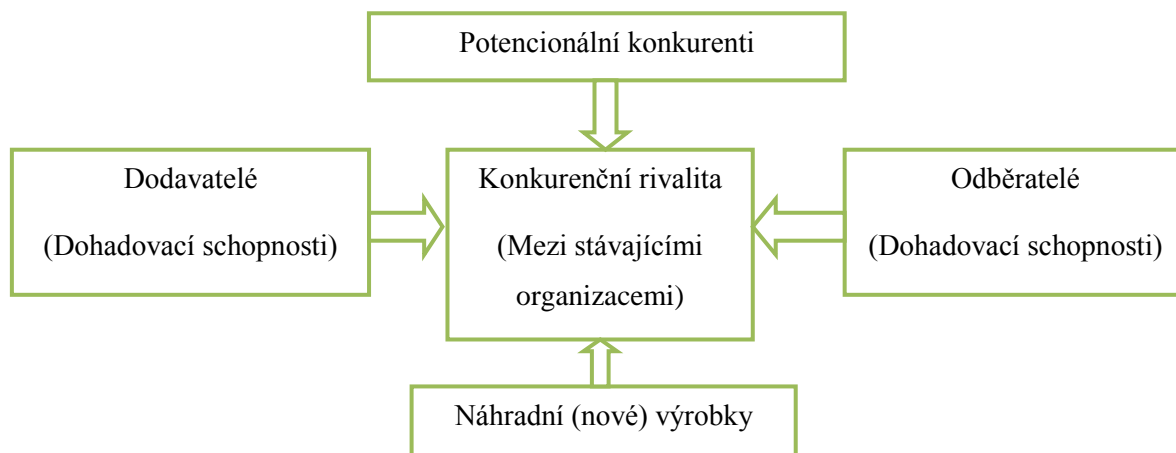 Potencionální konkurenti
Dodavatelé
(Dohadovací schopnosti)
Konkurenční rivalita
(Mezi stávajícími
organizacemi)
Odběratelé
(Dohadovací schopnosti)
Náhradní (nové) výrobky